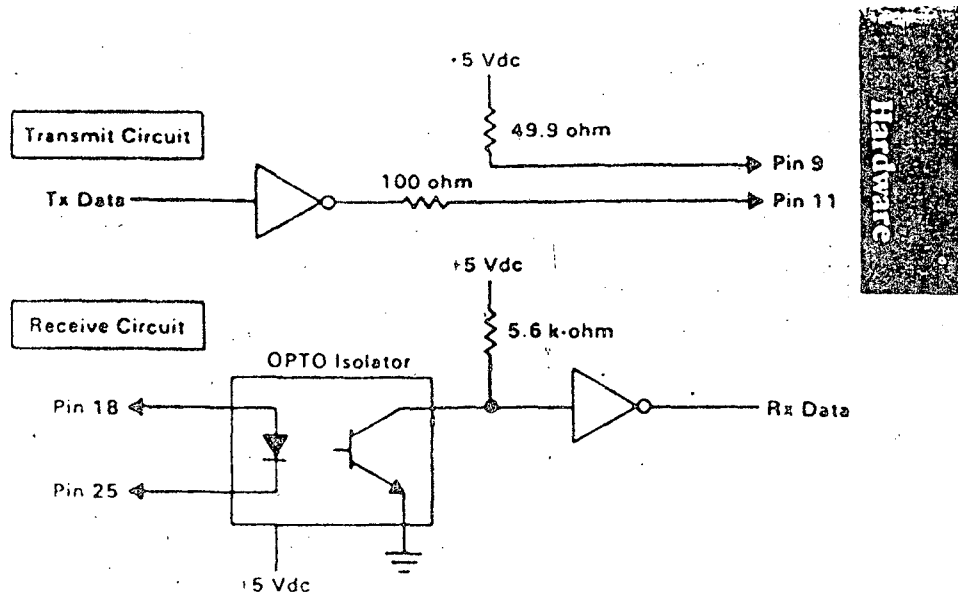 +5 Vdc
49.9 ohm
Transmit Circuit
Pin 9
100 ohm
Tx Data
Pin 11
Hardware
+5 Vdc
Receive Circuit
5.6 k-ohm
OPTO Isolator
Pin 18
Rx Data
Pin 25
+5 Vdc